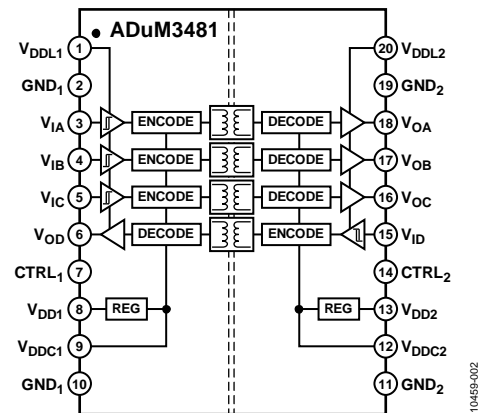 ADuM3481
VDDL1 1
20 VDDL2
GND1 2
19 GND2
VIA 3 ENCODE DECODE 18 VOA
VIB 4 ENCODE DECODE 17 VOB
VIC 5 ENCODE DECODE 16 VOC
VOD 6 DECODE ENCODE 15 VID
CTRL1 7
14 CTRL2
VDD1 8 REG REG 13 VDD2
VDDC1 9
12 VDDC2
GND1 10
11 GND2
10459-002